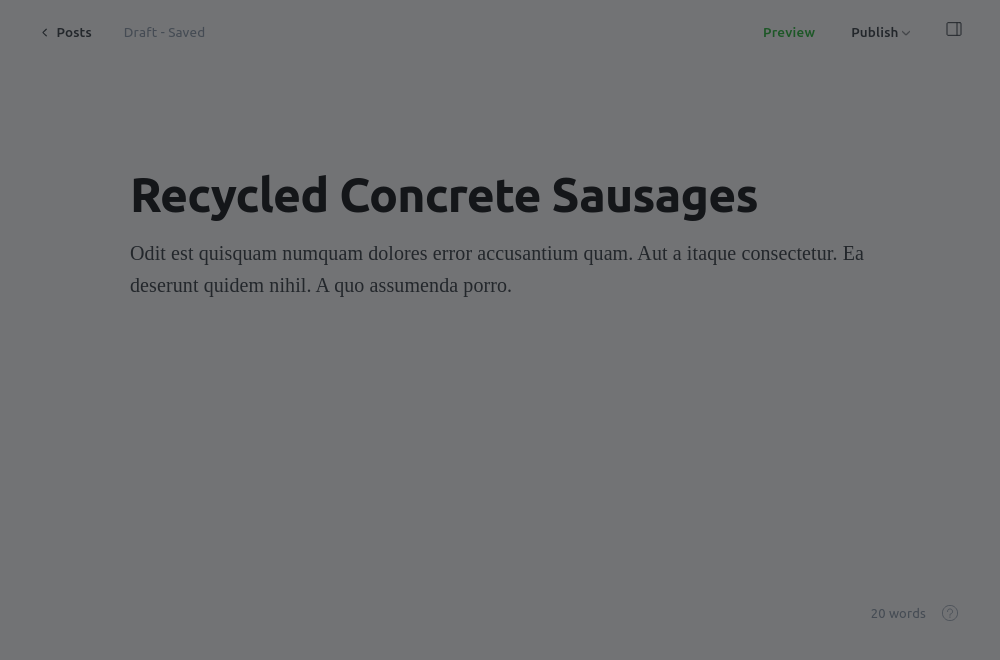 Posts
Draft - Saved
Preview
Publish
Recycled Concrete Sausages
Odit est quisquam numquam dolores error accusantium quam. Aut a itaque consectetur. Ea
deserunt quidem nihil. A quo assumenda porro.
20 words
?